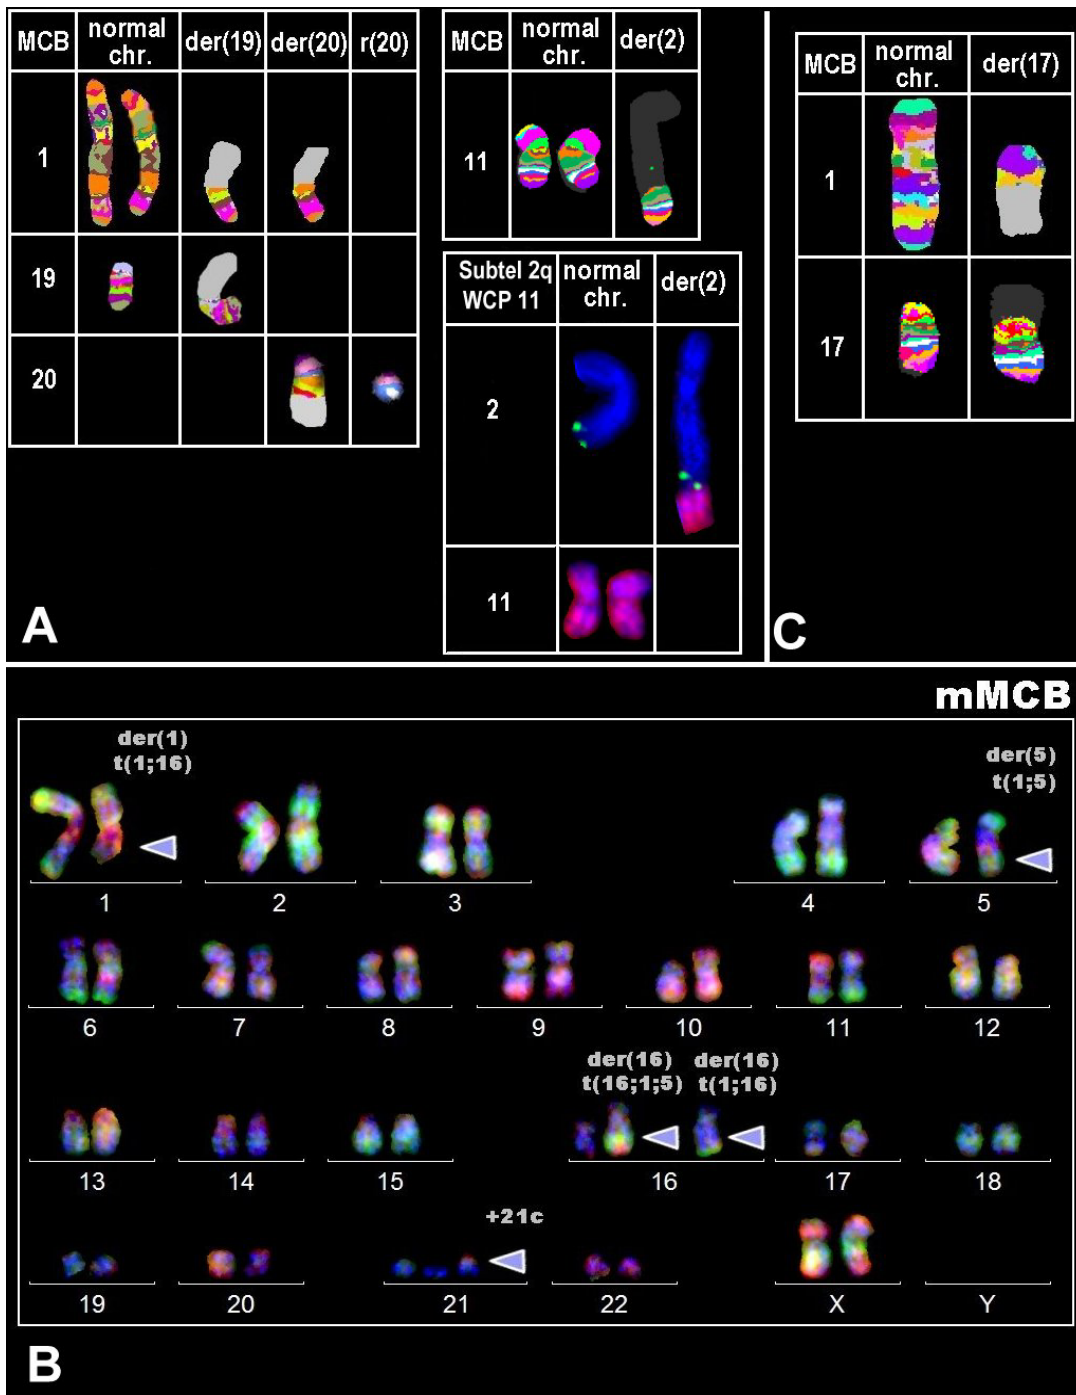 MCB normal chr. der(19) der(20) r(20)
1
19
20
A
MCB normal chr. der(2)
11
Subtel 2q WCP 11 normal chr. der(2)
2
11
MCB normal chr. der(17)
1
17
C
mMCB
der(1)
t(1;16)
der(5)
t(1;5)
1 2 3 4 5
6 7 8 9 10 11 12
der(16) der(16)
t(16;1;5) t(1;16)
13 14 15 16 17 18
+21c
19 20 21 22 X Y
B